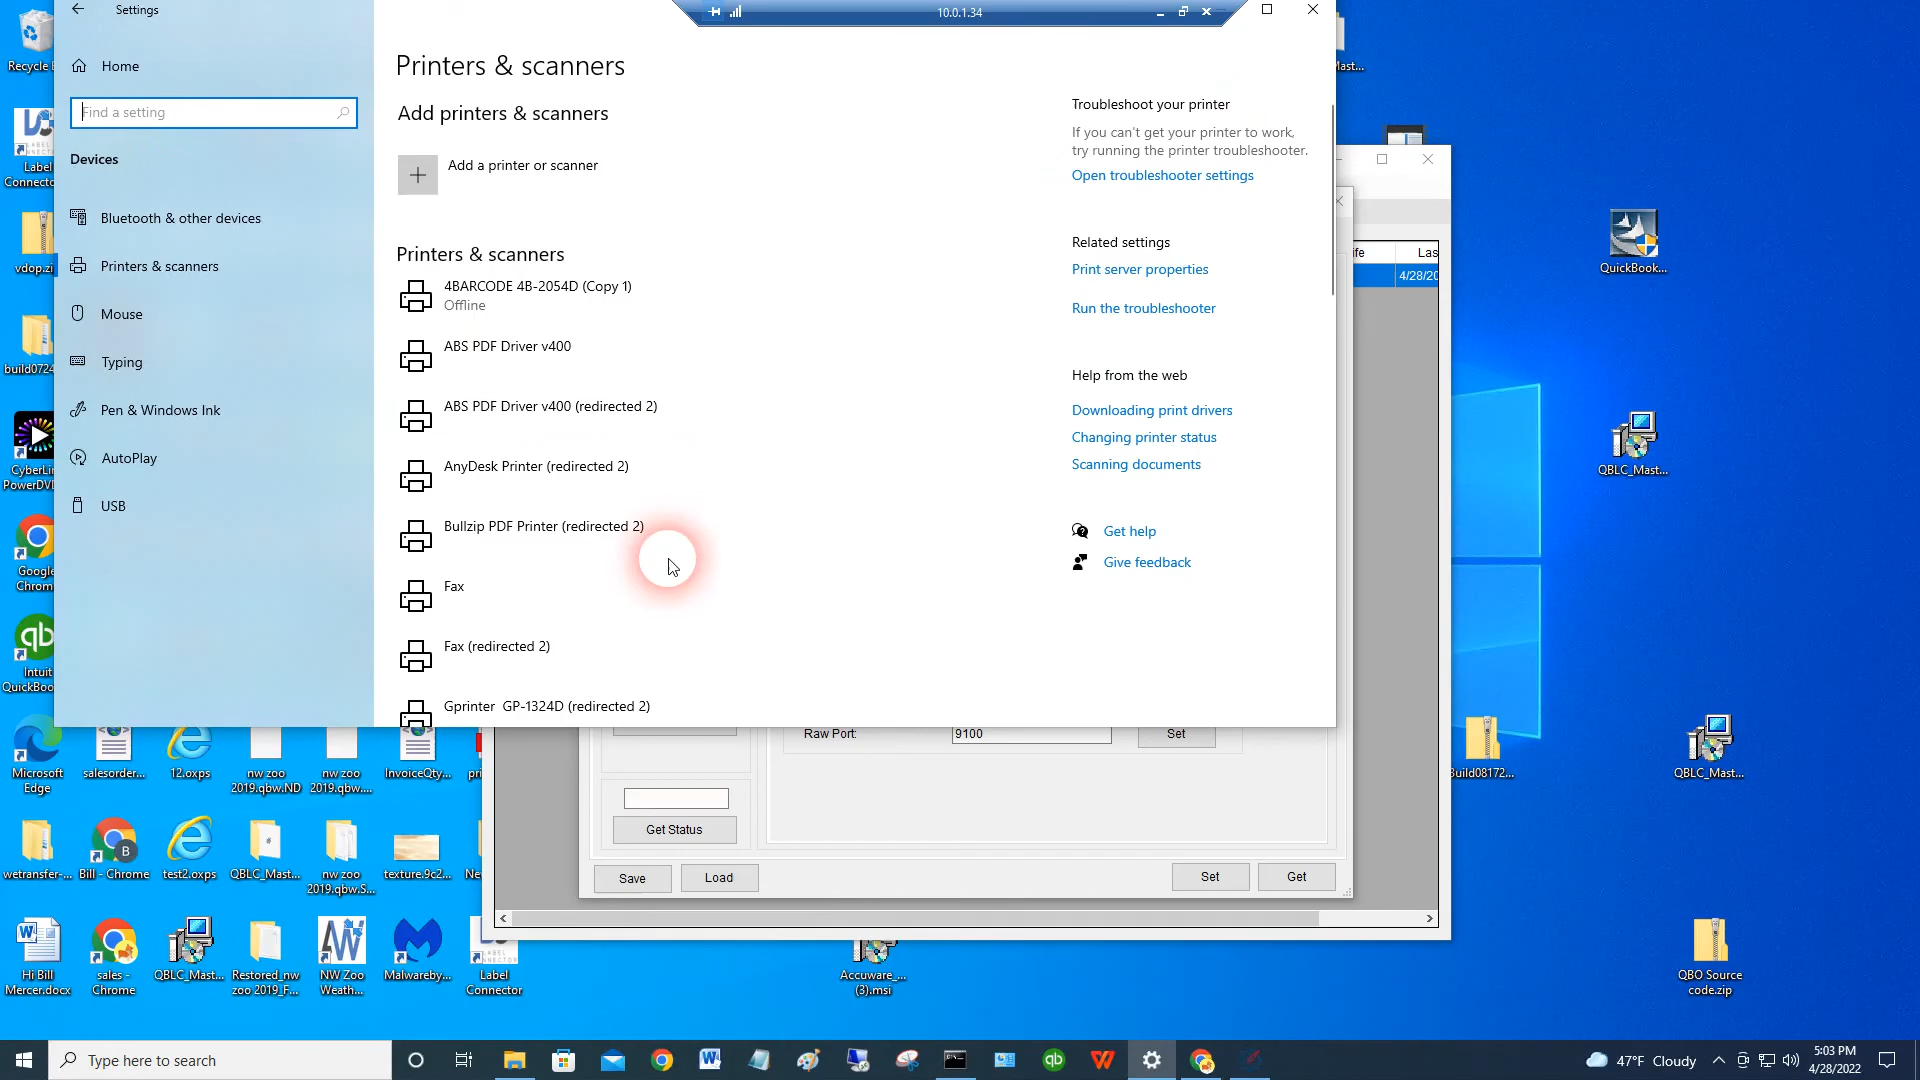 Settings
10.0.1.34
Home
Find a setting
Devices
Bluetooth & other devices
Printers & scanners
Mouse
Typing
Pen & Windows Ink
AutoPlay
USB
Printers & scanners
Add printers & scanners
Add a printer or scanner
Printers & scanners
4BARCODE 4B-2054D (Copy 1)
Offline
ABS PDF Driver v400
ABS PDF Driver v400 (redirected 2)
AnyDesk Printer (redirected 2)
Bullzip PDF Printer (redirected 2)
Fax
Fax (redirected 2)
Gprinter  GP-1324D (redirected 2)
Troubleshoot your printer
If you can't get your printer to work,
try running the printer troubleshooter.
Open troubleshooter settings
Related settings
Print server properties
Run the troubleshooter
Help from the web
Downloading print drivers
Changing printer status
Scanning documents
Get help
Give feedback
Las
4/28/20
Raw Port:
9100
Set
Get Status
Save
Load
Set
Get
Recycle
Label
Connector
vdop.zi
build0724
CyberLin
PowerDVD
Google
Chrom
Intuit
QuickBoo
Microsoft
Edge
salesorder...
12.oxps
nw zoo
2019.qbw.ND
nw zoo
2019.qbw....
InvoiceQty...
pri
wetransfer-...
Bill - Chrome
test2.oxps
QBLC_Mast...
nw zoo
2019.qbw.S...
texture.9c2...
Ne
Hi Bill
Mercer.docx
sales -
Chrome
QBLC_Mast...
Restored_nw
zoo 2019_F...
NW Zoo
Weath...
Malwareby...
Label
Connector
Accuware_...
(3).msi
Mast...
QuickBook...
QBLC_Mast...
Build08172...
QBLC_Mast...
QBO Source
code.zip
Type here to search
47°F Cloudy
5:03 PM
4/28/2022